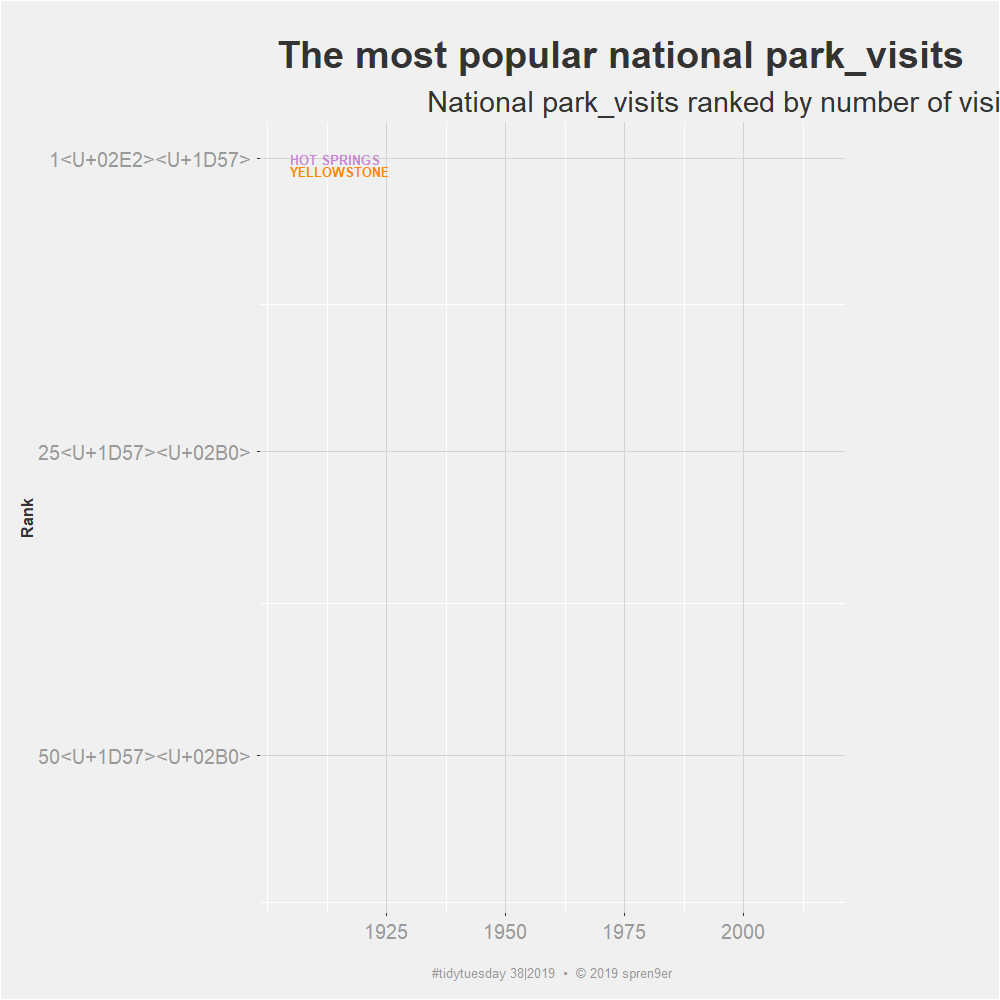 The most popular national park_visits
National park_visits ranked by number of visi
1<U+02E2><U+1D57>
HOT SPRINGS
YELLOWSTONE
25<U+1D57><U+02B0>
Rank
50<U+1D57><U+02B0>
1925 1950 1975 2000
#tidytuesday 38|2019 • © 2019 spren9er